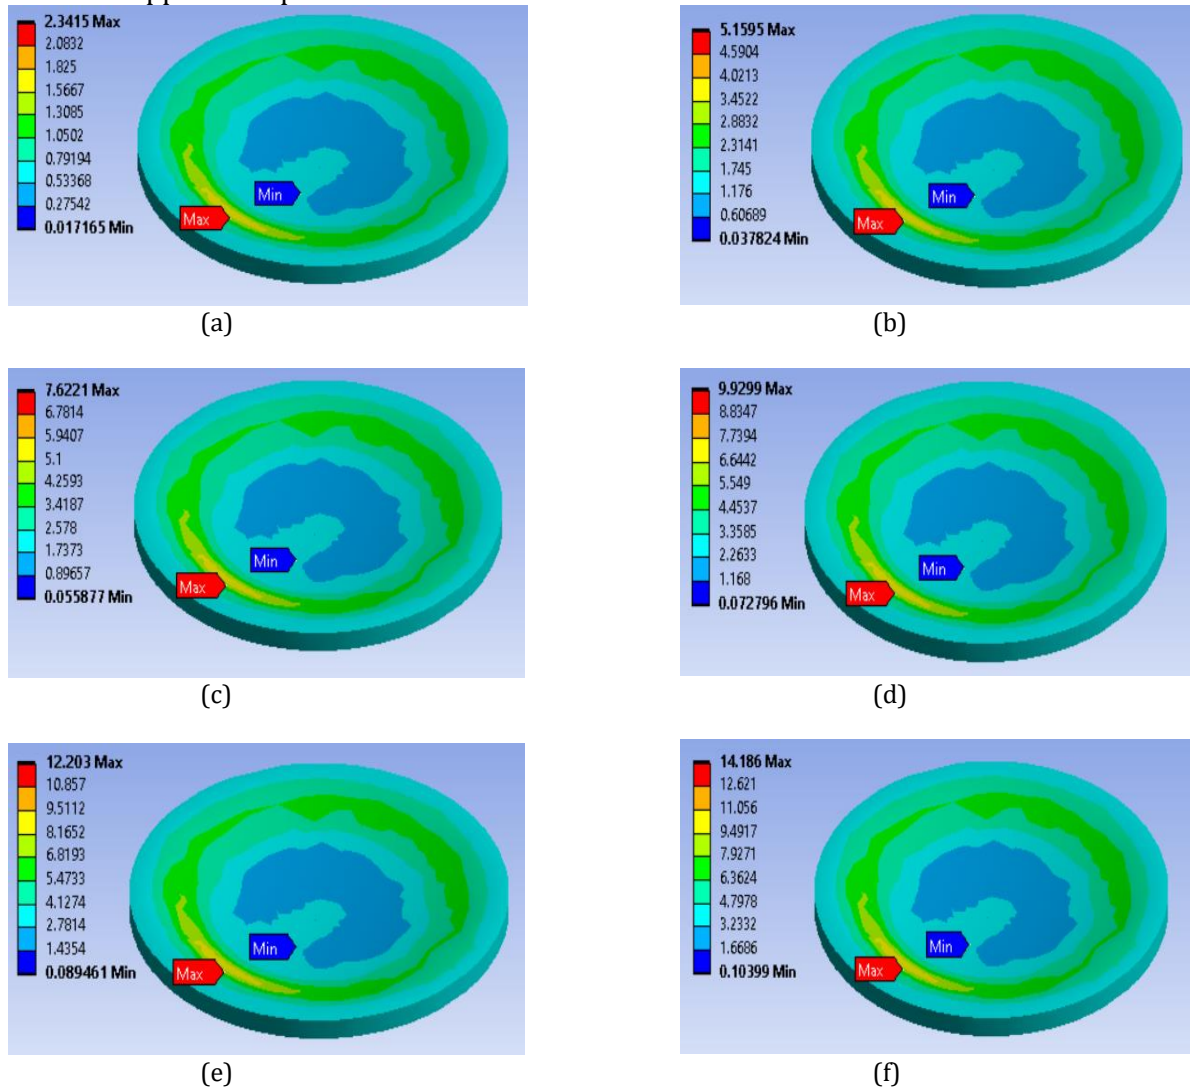 2.3415 Max
2.0832
1.825
1.5667
1.3085
1.0502
0.79194
0.53368
0.27542
0.017165 Min
Min
Max
(a)
5.1595 Max
4.5904
4.0213
3.4522
2.8832
2.3141
1.745
1.176
0.60689
0.037824 Min
Min
Max
(b)
7.6221 Max
6.7814
5.9407
5.1
4.2593
3.4187
2.578
1.7373
0.89657
0.055877 Min
Min
Max
(c)
9.9299 Max
8.8347
7.7394
6.6442
5.549
4.4537
3.3585
2.2633
1.168
0.072796 Min
Min
Max
(d)
12.203 Max
10.857
9.5112
8.1652
6.8193
5.4733
4.1274
2.7814
1.4354
0.089461 Min
Min
Max
(e)
14.186 Max
12.621
11.056
9.4917
7.9271
6.3624
4.7978
3.2332
1.6686
0.10399 Min
Min
Max
(f)